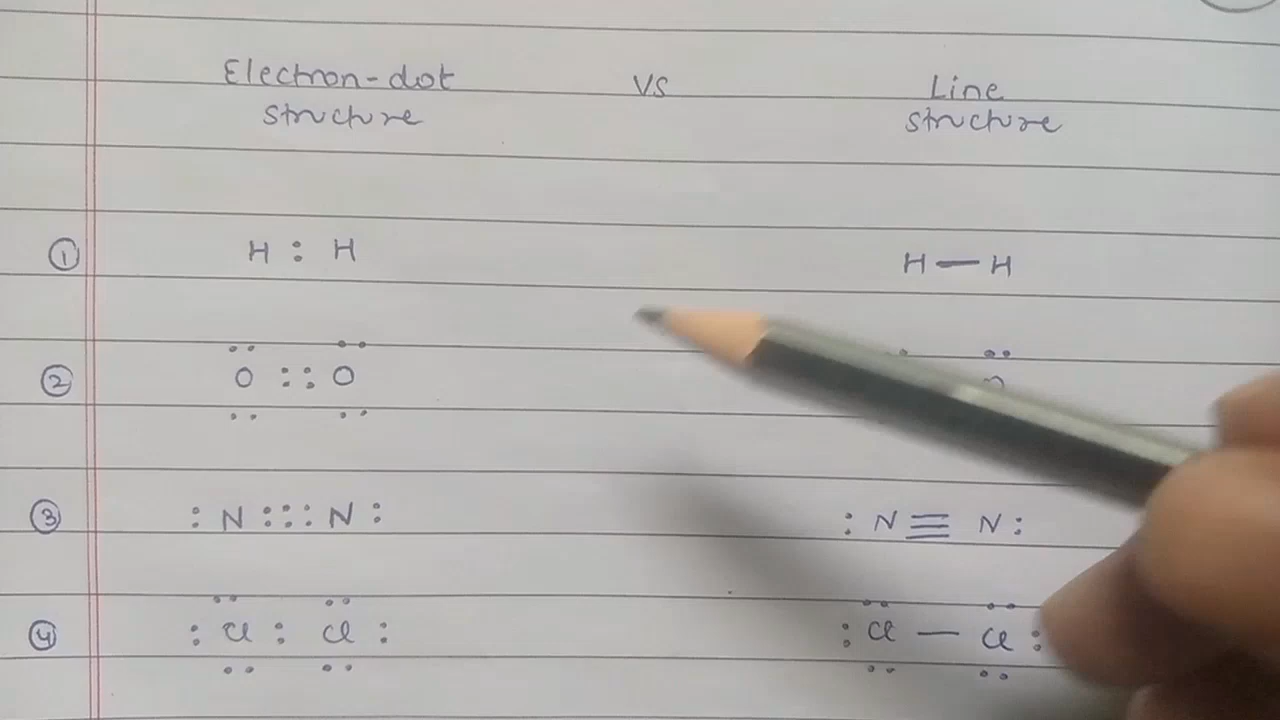 Electron-dot structure VS Line structure
① H : H H — H
② O :: O
③ : N ::: N : : N ≡ N :
④ : Cl : Cl : : Cl — Cl :